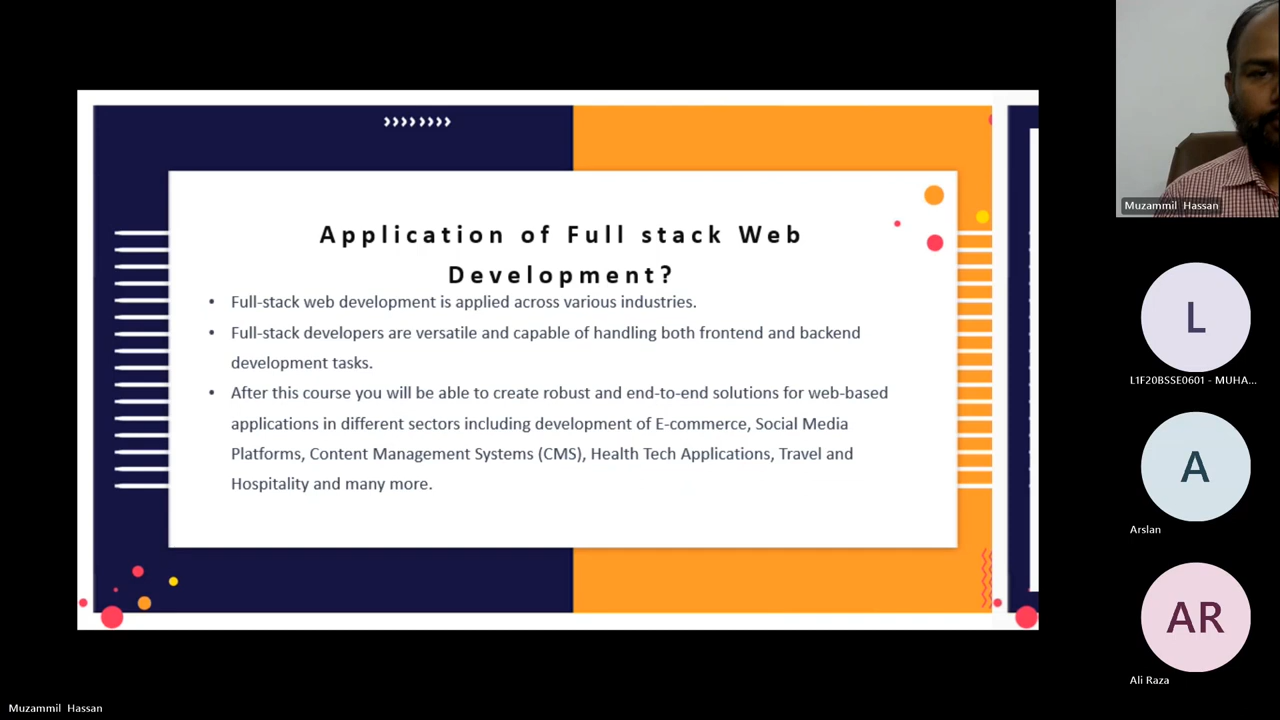 Application of Full stack Web
Development?
• Full-stack web development is applied across various industries.
• Full-stack developers are versatile and capable of handling both frontend and backend
development tasks.
• After this course you will be able to create robust and end-to-end solutions for web-based
applications in different sectors including development of E-commerce, Social Media
Platforms, Content Management Systems (CMS), Health Tech Applications, Travel and
Hospitality and many more.
Muzammil Hassan
L
L1F20BSSE0601 - MUHA...
A
Arslan
AR
Ali Raza
Muzammil Hassan